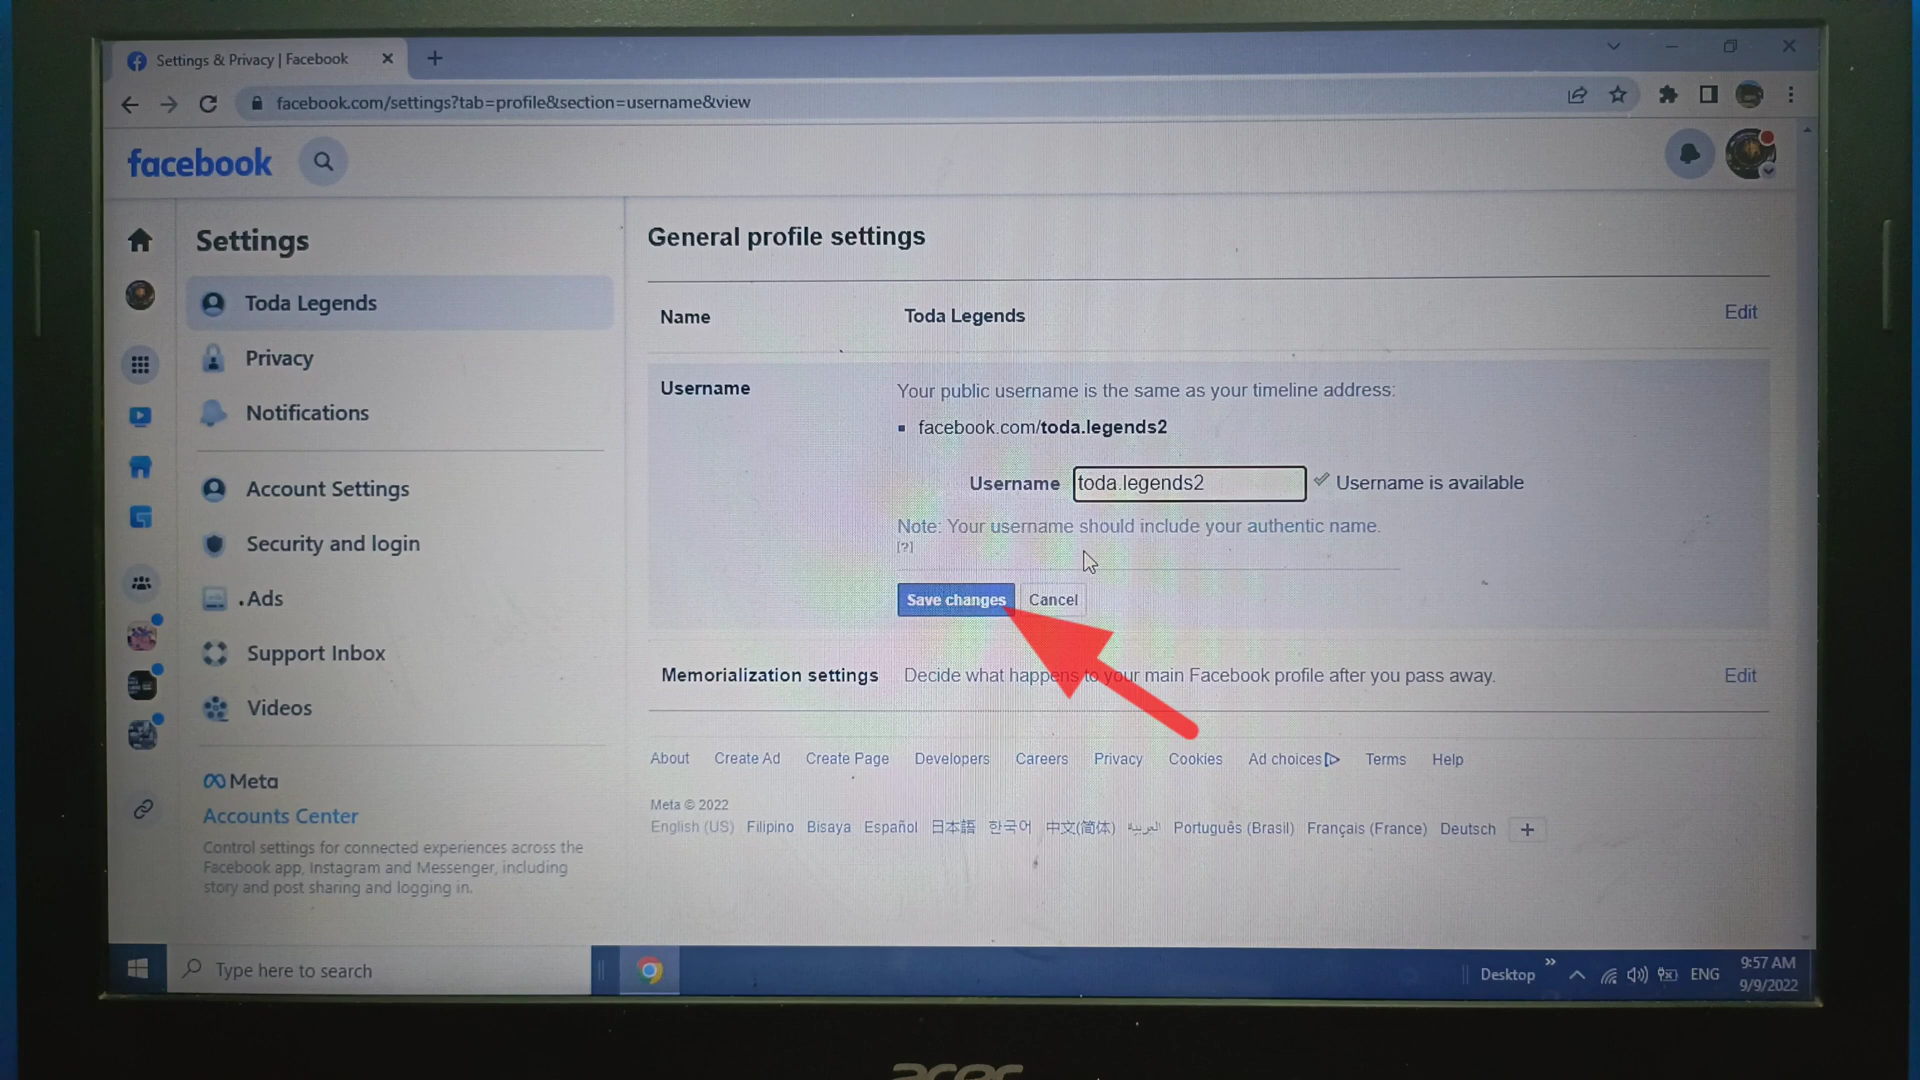 Settings & Privacy | Facebook
facebook.com/settings?tab=profile&section=username&view
facebook
Settings
Toda Legends
Privacy
Notifications
Account Settings
Security and login
Ads
Support Inbox
Videos
Meta
Accounts Center
Control settings for connected experiences across the
Facebook app, Instagram and Messenger, including
story and post sharing and logging in.
General profile settings
Name Toda Legends Edit
Username Your public username is the same as your timeline address:
facebook.com/toda.legends2
Username toda.legends2 Username is available
Note: Your username should include your authentic name.
[?]
Save changes Cancel
Memorialization settings Decide what happens to your main Facebook profile after you pass away. Edit
About Create Ad Create Page Developers Careers Privacy Cookies Ad choices Terms Help
Meta © 2022
English (US) Filipino Bisaya Español 日本語 한국어 中文(简体) العربية Português (Brasil) Français (France) Deutsch +
Type here to search
Desktop
ENG
9:57 AM
9/9/2022
acer